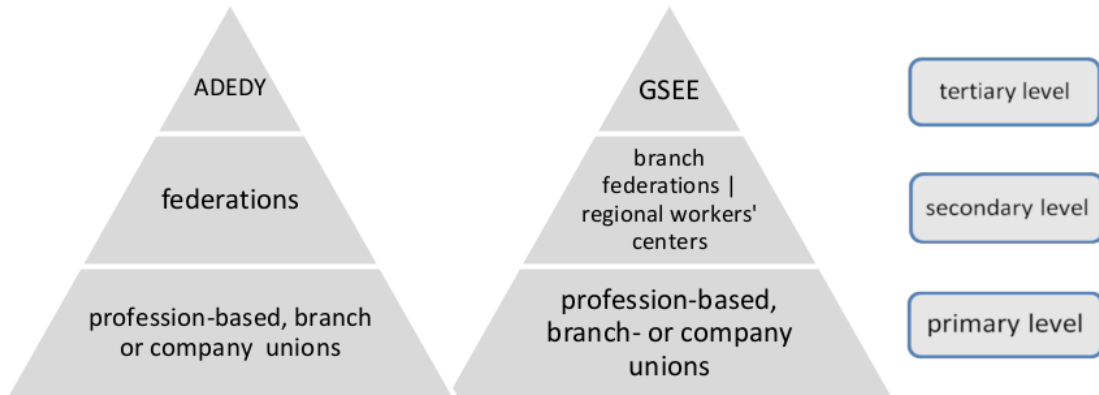 ADEDY
federations
profession-based, branch
or company unions
GSEE
branch
federations |
regional workers'
centers
profession-based,
branch- or company
unions
tertiary level
secondary level
primary level